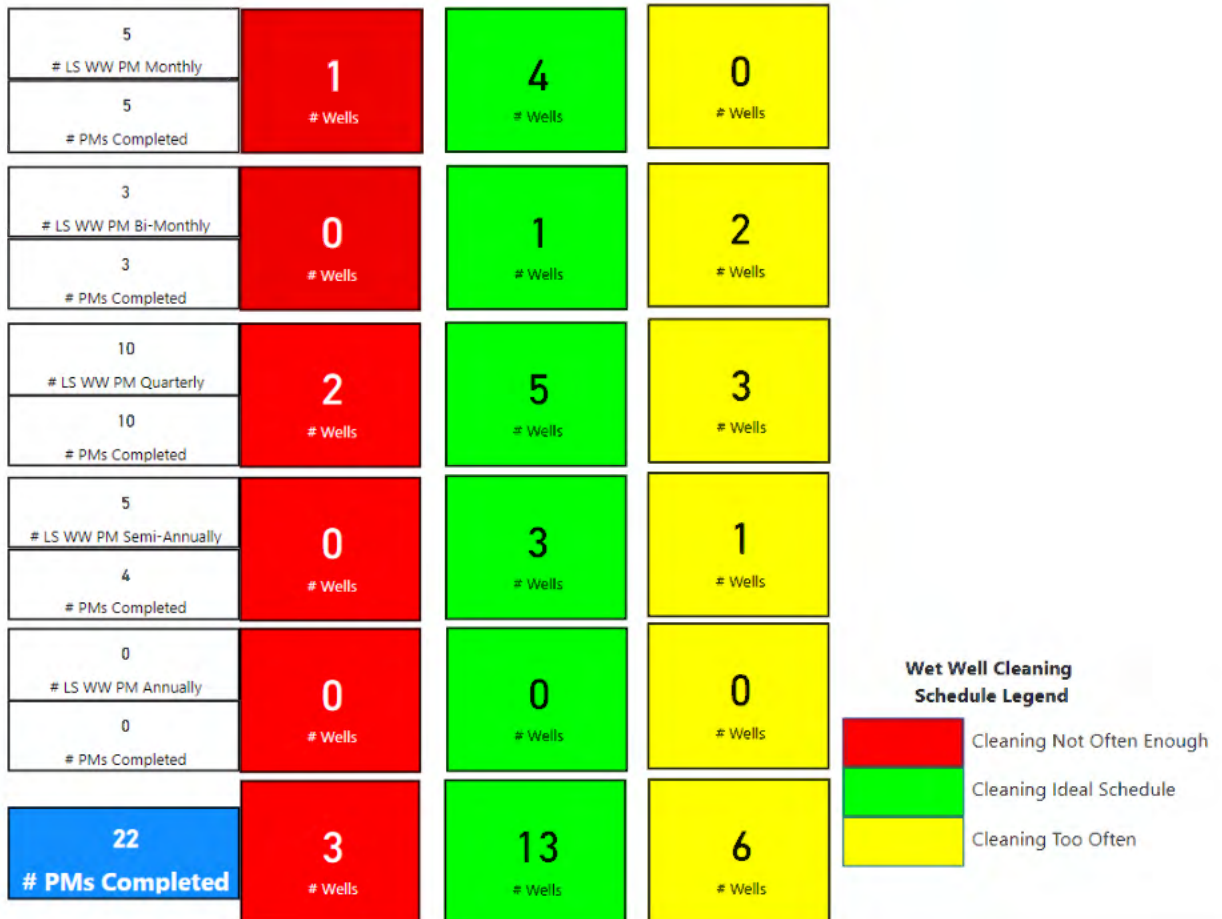 5
# LS WW PM Monthly
5
# PMs Completed
1
# Wells
4
# Wells
0
# Wells
3
# LS WW PM Bi-Monthly
3
# PMs Completed
0
# Wells
1
# Wells
2
# Wells
10
# LS WW PM Quarterly
10
# PMs Completed
2
# Wells
5
# Wells
3
# Wells
5
# LS WW PM Semi-Annually
4
# PMs Completed
0
# Wells
3
# Wells
1
# Wells
0
# LS WW PM Annually
0
# PMs Completed
0
# Wells
0
# Wells
0
# Wells
22
# PMs Completed
3
# Wells
13
# Wells
6
# Wells
Wet Well Cleaning
Schedule Legend
Cleaning Not Often Enough
Cleaning Ideal Schedule
Cleaning Too Often